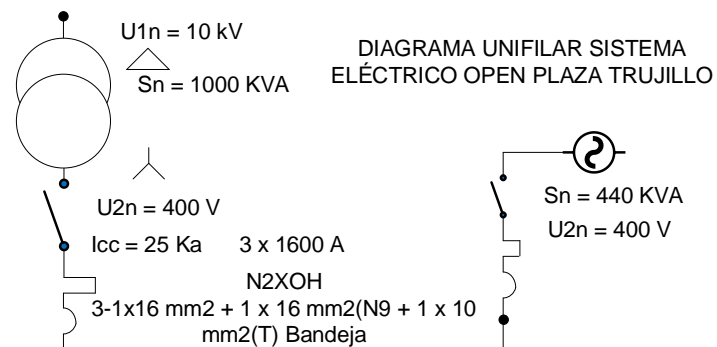 U1n = 10 kV
Sn = 1000 KVA
DIAGRAMA UNIFILAR SISTEMA
ELÉCTRICO OPEN PLAZA TRUJILLO
U2n = 400 V
Icc = 25 Ka 3 x 1600 A
N2XOH
3-1x16 mm2 + 1 x 16 mm2(N9 + 1 x 10
mm2(T) Bandeja
Sn = 440 KVA
U2n = 400 V